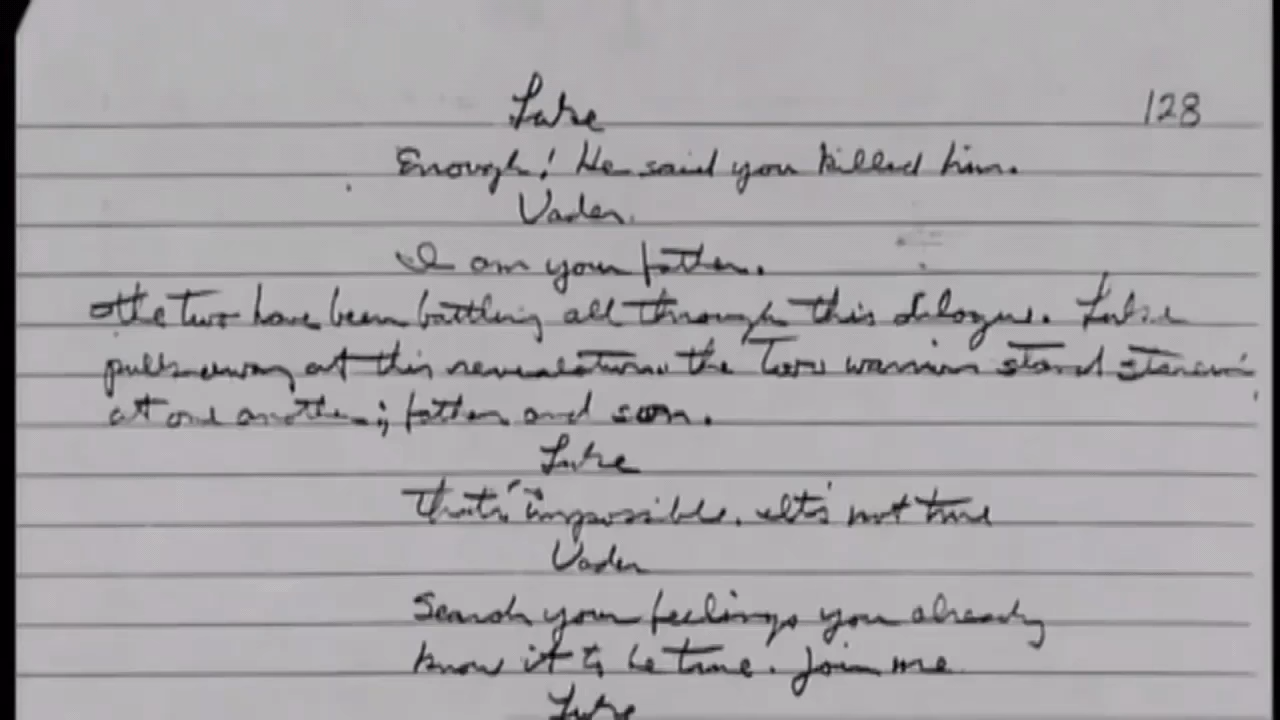 128
Luke
Enough! He said you killed him.
Vader.
I am your father.
The two have been battling all through this dilogue. Luke
pulls away at this revealation. the Two warriors stand staring
at one another; father and son.
Luke
That's impossible. It's not true
Vader
Search your feelings you already
know it to be true. Join me
Luke